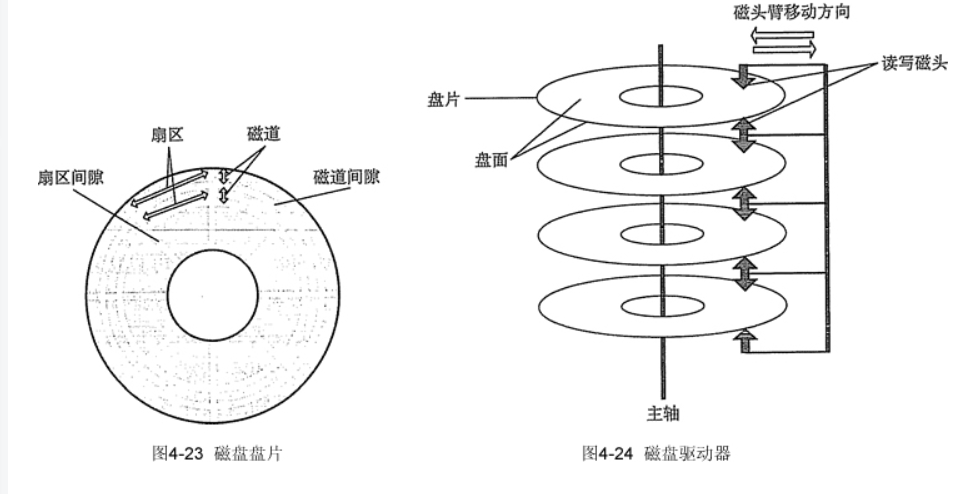 扇区
磁道
扇区间隙
磁道间隙
图4-23 磁盘盘片
磁头臂移动方向
读写磁头
盘片
盘面
主轴
图4-24 磁盘驱动器